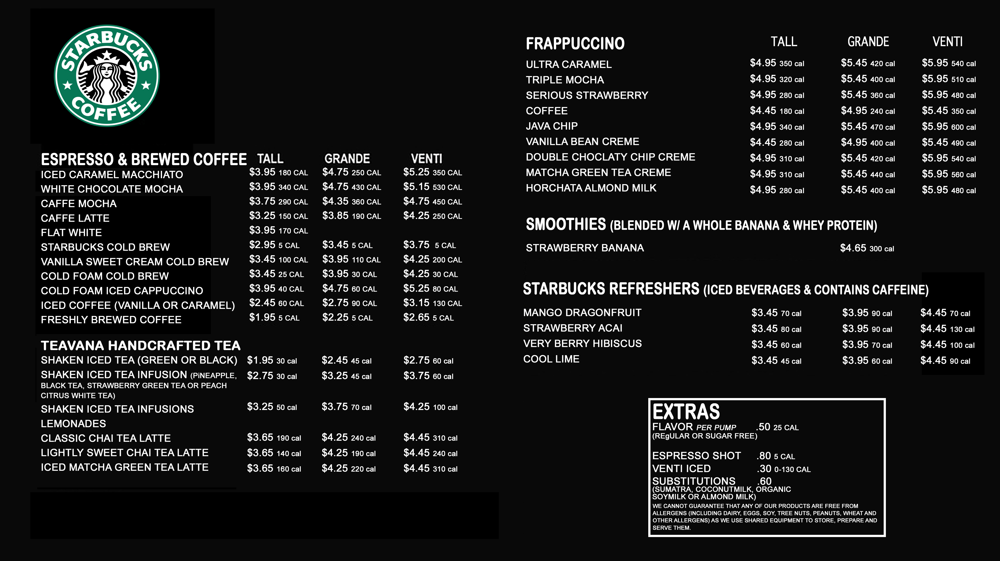 STARBUCKS
COFFEE
ESPRESSO & BREWED COFFEE TALL GRANDE VENTI
ICED CARAMEL MACCHIATO $3.95 180 CAL $4.75 250 CAL $5.25 350 CAL
WHITE CHOCOLATE MOCHA $3.95 340 CAL $4.75 430 CAL $5.15 530 CAL
CAFFE MOCHA $3.75 290 CAL $4.35 360 CAL $4.75 450 CAL
CAFFE LATTE $3.25 150 CAL $3.85 190 CAL $4.25 250 CAL
FLAT WHITE $3.95 170 CAL
STARBUCKS COLD BREW $2.95 5 CAL $3.45 5 CAL $3.75 5 CAL
VANILLA SWEET CREAM COLD BREW $3.45 100 CAL $3.95 110 CAL $4.25 200 CAL
COLD FOAM COLD BREW $3.45 25 CAL $3.95 30 CAL $4.25 30 CAL
COLD FOAM ICED CAPPUCCINO $3.95 40 CAL $4.75 60 CAL $5.25 80 CAL
ICED COFFEE (VANILLA OR CARAMEL) $2.45 60 CAL $2.75 90 CAL $3.15 130 CAL
FRESHLY BREWED COFFEE $1.95 5 CAL $2.25 5 CAL $2.65 5 CAL
TEAVANA HANDCRAFTED TEA
SHAKEN ICED TEA (GREEN OR BLACK) $1.95 30 cal $2.45 45 cal $2.75 60 cal
SHAKEN ICED TEA INFUSION (PiNEAPPLE, $2.75 30 cal $3.25 45 cal $3.75 60 cal
BLACK TEA, STRAWBERRY GREEN TEA OR PEACH
CITRUS WHITE TEA)
SHAKEN ICED TEA INFUSIONS $3.25 50 cal $3.75 70 cal $4.25 100 cal
LEMONADES
CLASSIC CHAI TEA LATTE $3.65 190 cal $4.25 240 cal $4.45 310 cal
LIGHTLY SWEET CHAI TEA LATTE $3.65 140 cal $4.25 190 cal $4.45 240 cal
ICED MATCHA GREEN TEA LATTE $3.65 160 cal $4.25 220 cal $4.45 310 cal
FRAPPUCCINO TALL GRANDE VENTI
ULTRA CARAMEL $4.95 350 cal $5.45 420 cal $5.95 540 cal
TRIPLE MOCHA $4.95 320 cal $5.45 400 cal $5.95 510 cal
SERIOUS STRAWBERRY $4.95 280 cal $5.45 360 cal $5.95 480 cal
COFFEE $4.45 180 cal $4.95 240 cal $5.45 350 cal
JAVA CHIP $4.95 340 cal $5.45 470 cal $5.95 600 cal
VANILLA BEAN CREME $4.45 280 cal $4.95 400 cal $5.45 490 cal
DOUBLE CHOCLATY CHIP CREME $4.95 310 cal $5.45 420 cal $5.95 540 cal
MATCHA GREEN TEA CREME $4.95 310 cal $5.45 440 cal $5.95 560 cal
HORCHATA ALMOND MILK $4.95 280 cal $5.45 400 cal $5.95 480 cal
SMOOTHIES (BLENDED W/ A WHOLE BANANA & WHEY PROTEIN)
STRAWBERRY BANANA $4.65 300 cal
STARBUCKS REFRESHERS (ICED BEVERAGES & CONTAINS CAFFEINE)
MANGO DRAGONFRUIT $3.45 70 cal $3.95 90 cal $4.45 70 cal
STRAWBERRY ACAI $3.45 80 cal $3.95 90 cal $4.45 130 cal
VERY BERRY HIBISCUS $3.45 60 cal $3.95 70 cal $4.45 100 cal
COOL LIME $3.45 45 cal $3.95 60 cal $4.45 90 cal
EXTRAS
FLAVOR PER PUMP .50 25 CAL
(REgULAR OR SUGAR FREE)
ESPRESSO SHOT .80 5 CAL
VENTI ICED .30 0-130 CAL
SUBSTITUTIONS .60
(SUMATRA, COCONUTMILK, ORGANIC
SOYMILK OR ALMOND MILK)
WE CANNOT GUARANTEE THAT ANY OF OUR PRODUCTS ARE FREE FROM
ALLERGENS (INCLUDING DAIRY, EGGS, SOY, TREE NUTS, PEANUTS, WHEAT AND
OTHER ALLERGENS) AS WE USE SHARED EQUIPMENT TO STORE, PREPARE AND
SERVE THEM.